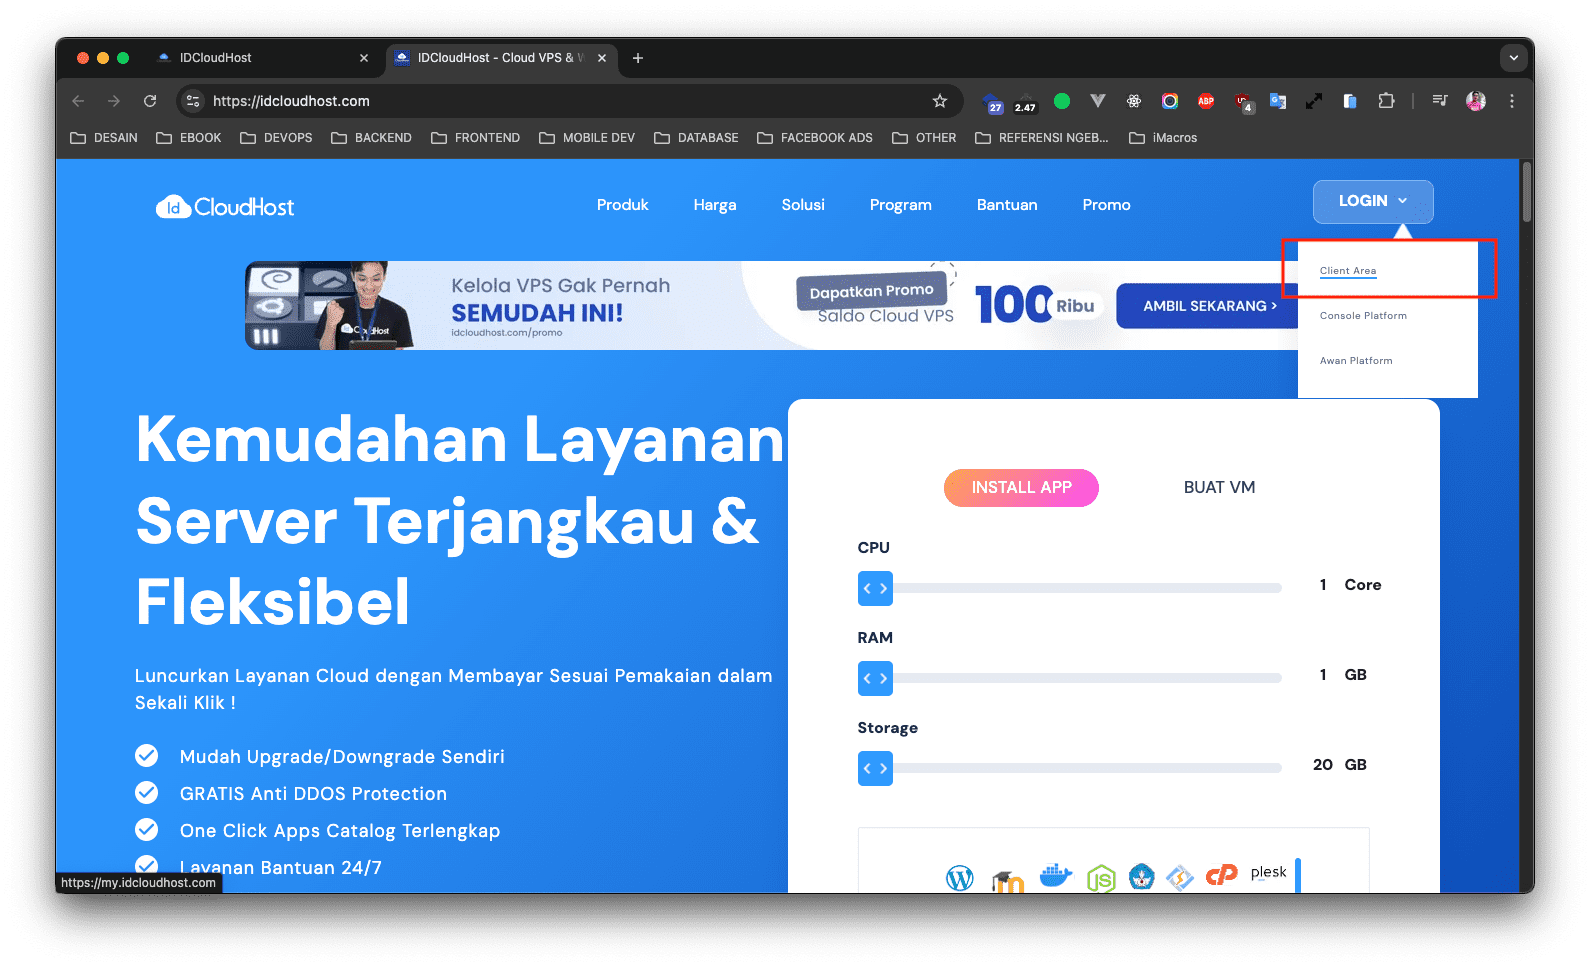 IDCloudHost
IDCloudHost - Cloud VPS & W
https://idcloudhost.com
27
2.47
ABP
4
DESAIN
EBOOK
DEVOPS
BACKEND
FRONTEND
MOBILE DEV
DATABASE
FACEBOOK ADS
OTHER
REFERENSI NGEB...
iMacros
Id CloudHost
Produk
Harga
Solusi
Program
Bantuan
Promo
LOGIN
Client Area
Console Platform
Awan Platform
Kelola VPS Gak Pernah
SEMUDAH INI!
idcloudhost.com/promo
Dapatkan Promo
Saldo Cloud VPS
100 Ribu
AMBIL SEKARANG >
Kemudahan Layanan
Server Terjangkau &
Fleksibel
Luncurkan Layanan Cloud dengan Membayar Sesuai Pemakaian dalam
Sekali Klik !
Mudah Upgrade/Downgrade Sendiri
GRATIS Anti DDOS Protection
One Click Apps Catalog Terlengkap
Layanan Bantuan 24/7
INSTALL APP
BUAT VM
CPU
1 Core
RAM
1 GB
Storage
20 GB
plesk
https://my.idcloudhost.com